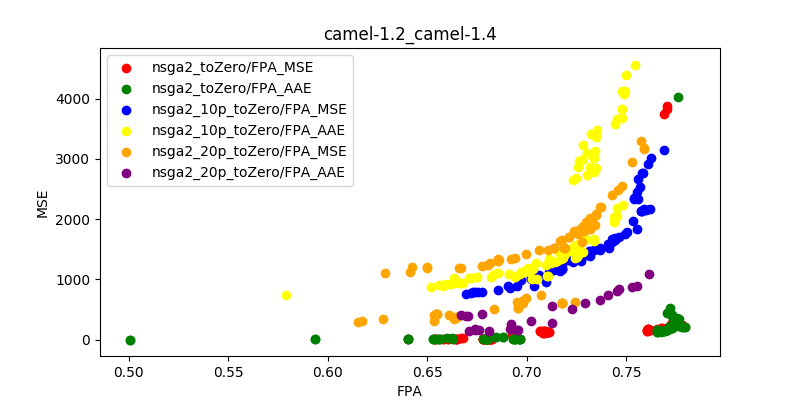 camel-1.2_camel-1.4
nsga2_toZero/FPA_MSE
nsga2_toZero/FPA_AAE
nsga2_10p_toZero/FPA_MSE
nsga2_10p_toZero/FPA_AAE
nsga2_20p_toZero/FPA_MSE
nsga2_20p_toZero/FPA_AAE
MSE
4000
3000
2000
1000
0
0.50 0.55 0.60 0.65 0.70 0.75
FPA